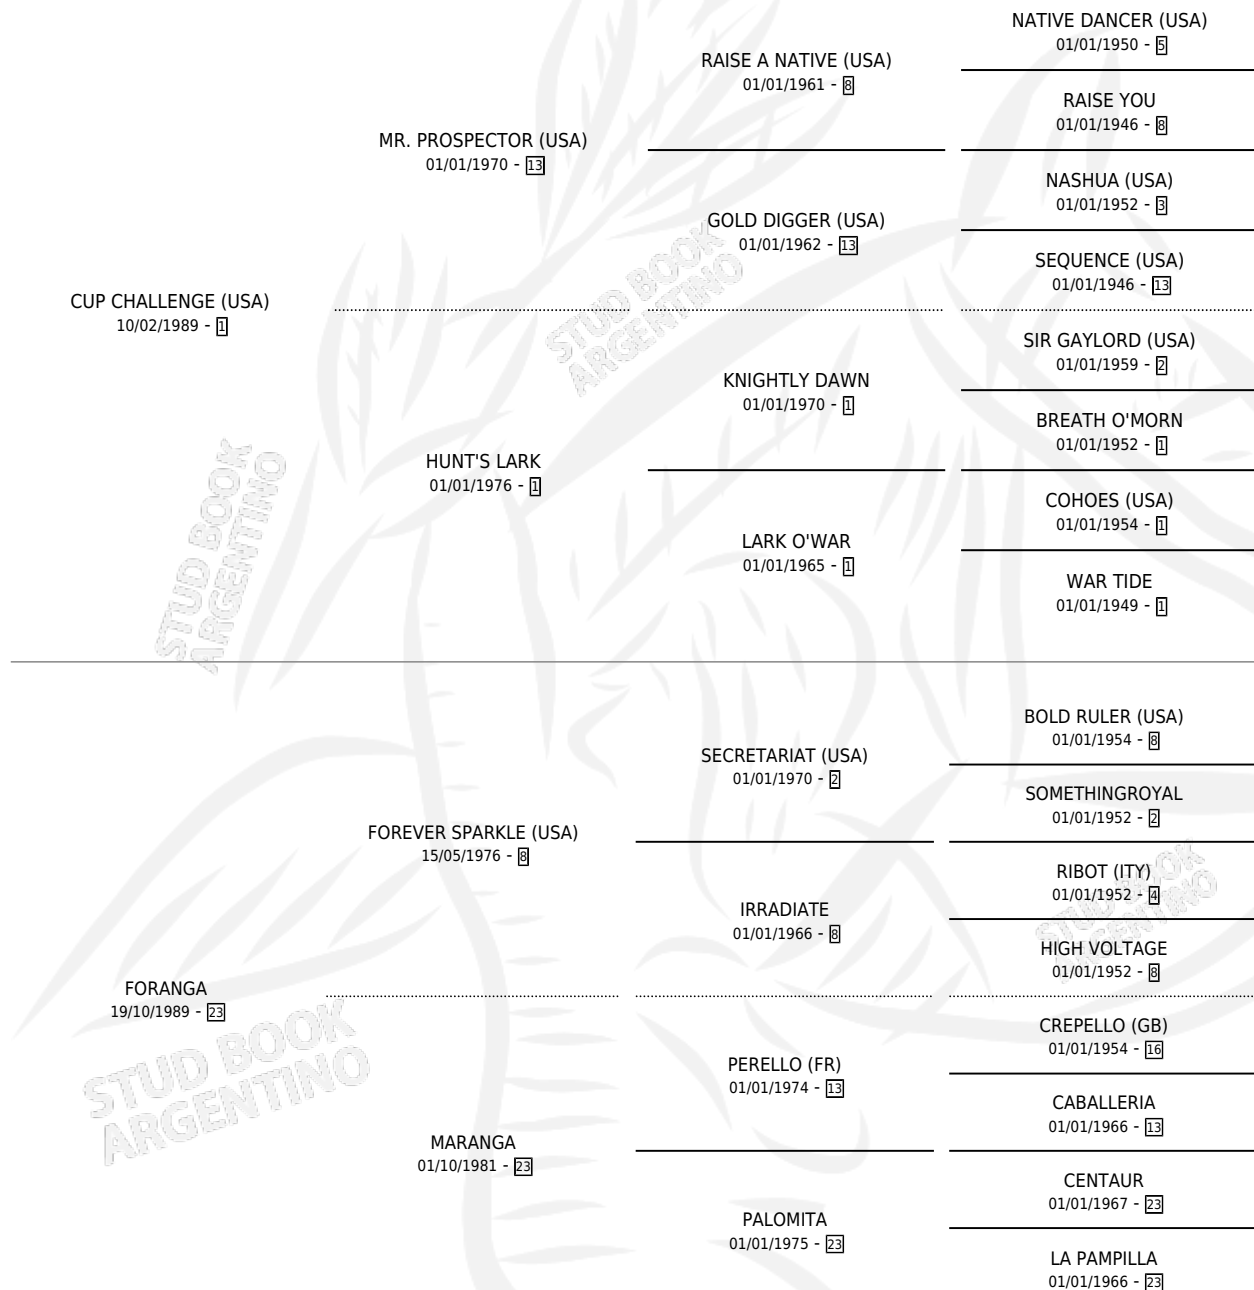 NATIVE DANCER (USA)
01/01/1950 - 5
RAISE A NATIVE (USA)
01/01/1961 - 8
RAISE YOU
01/01/1946 - 8
MR. PROSPECTOR (USA)
01/01/1970 - 13
NASHUA (USA)
01/01/1952 - 3
GOLD DIGGER (USA)
01/01/1962 - 13
SEQUENCE (USA)
01/01/1946 - 13
CUP CHALLENGE (USA)
10/02/1989 - 1
SIR GAYLORD (USA)
01/01/1959 - 2
KNIGHTLY DAWN
01/01/1970 - 1
BREATH O'MORN
01/01/1952 - 1
HUNT'S LARK
01/01/1976 - 1
COHOES (USA)
01/01/1954 - 1
LARK O'WAR
01/01/1965 - 1
WAR TIDE
01/01/1949 - 1
BOLD RULER (USA)
01/01/1954 - 8
SECRETARIAT (USA)
01/01/1970 - 2
SOMETHINGROYAL
01/01/1952 - 2
FOREVER SPARKLE (USA)
15/05/1976 - 8
RIBOT (ITY)
01/01/1952 - 4
IRRADIATE
01/01/1966 - 8
HIGH VOLTAGE
01/01/1952 - 8
FORANGA
19/10/1989 - 23
CREPELLO (GB)
01/01/1954 - 16
PERELLO (FR)
01/01/1974 - 13
CABALLERIA
01/01/1966 - 13
MARANGA
01/10/1981 - 23
CENTAUR
01/01/1967 - 23
PALOMITA
01/01/1975 - 23
LA PAMPILLA
01/01/1966 - 23
STUD BOOK
ARGENTINO
STUD BOOK
ARGENTINO
STUD BOOK
ARGENTINO
STUD BOOK
ARGENTINO